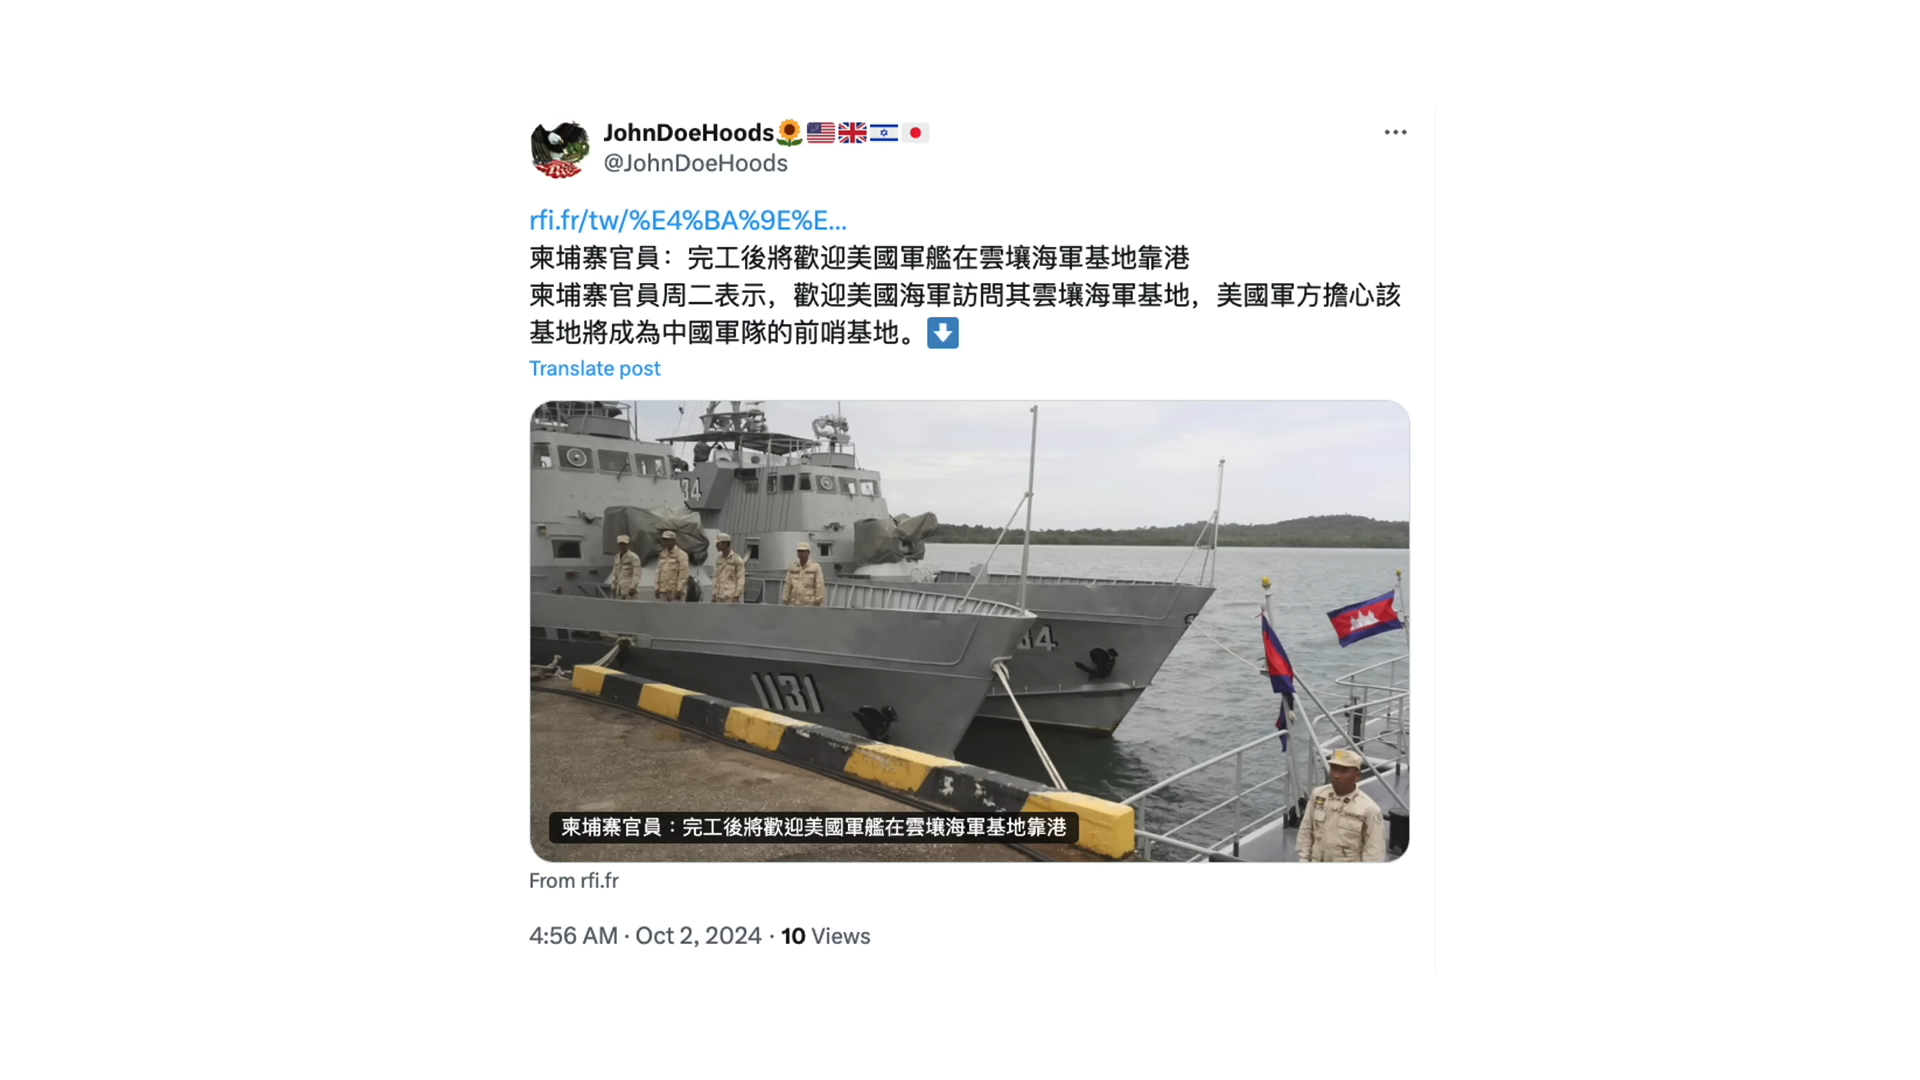 JohnDoeHoods🌻🇺🇸🇬🇧🇮🇱🇯🇵
@JohnDoeHoods
rfi.fr/tw/%E4%BA%9E%E...
柬埔寨官員：完工後將歡迎美國軍艦在雲壤海軍基地靠港
柬埔寨官員周二表示，歡迎美國海軍訪問其雲壤海軍基地，美國軍方擔心該
基地將成為中國軍隊的前哨基地。⬇️
Translate post
34
34
1131
柬埔寨官員：完工後將歡迎美國軍艦在雲壤海軍基地靠港
From rfi.fr
4:56 AM · Oct 2, 2024 · 10 Views